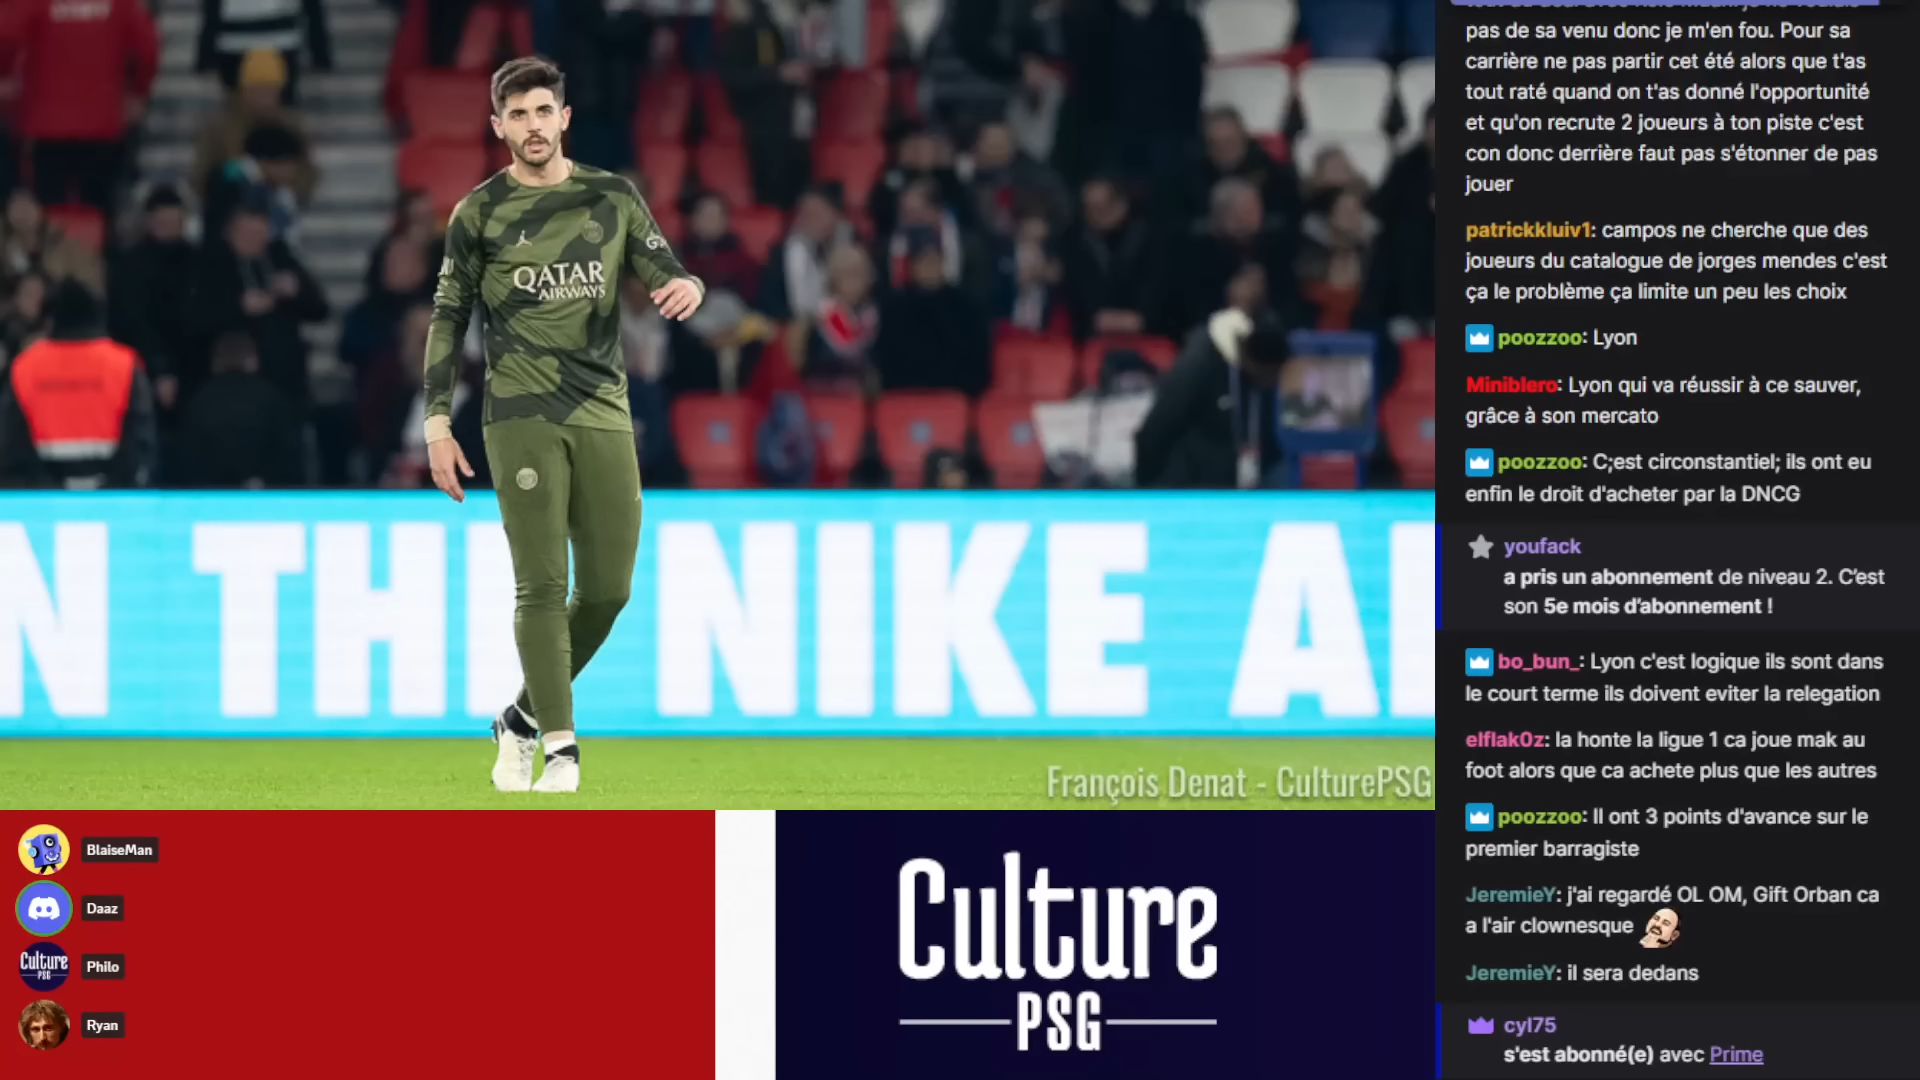 QATAR
AIRWAYS
N THE NIKE A
François Denat - CulturePSG
BlaiseMan
Daaz
Culture
PSG
Philo
Ryan
Culture
PSG
pas de sa venu donc je m'en fou. Pour sa
carrière ne pas partir cet été alors que t'as
tout raté quand on t'as donné l'opportunité
et qu'on recrute 2 joueurs à ton piste c'est
con donc derrière faut pas s'étonner de pas
jouer
patrickkluiv1: campos ne cherche que des
joueurs du catalogue de jorges mendes c'est
ça le problème ça limite un peu les choix
poozzoo: Lyon
Miniblero: Lyon qui va réussir à ce sauver,
grâce à son mercato
poozzoo: C;est circonstantiel; ils ont eu
enfin le droit d'acheter par la DNCG
youfack
a pris un abonnement de niveau 2. C'est
son 5e mois d'abonnement !
bo_bun_: Lyon c'est logique ils sont dans
le court terme ils doivent eviter la relegation
elflak0z: la honte la ligue 1 ca joue mak au
foot alors que ca achete plus que les autres
poozzoo: Il ont 3 points d'avance sur le
premier barragiste
JeremieY: j'ai regardé OL OM, Gift Orban ca
a l'air clownesque
JeremieY: il sera dedans
cyl75
s'est abonné(e) avec Prime